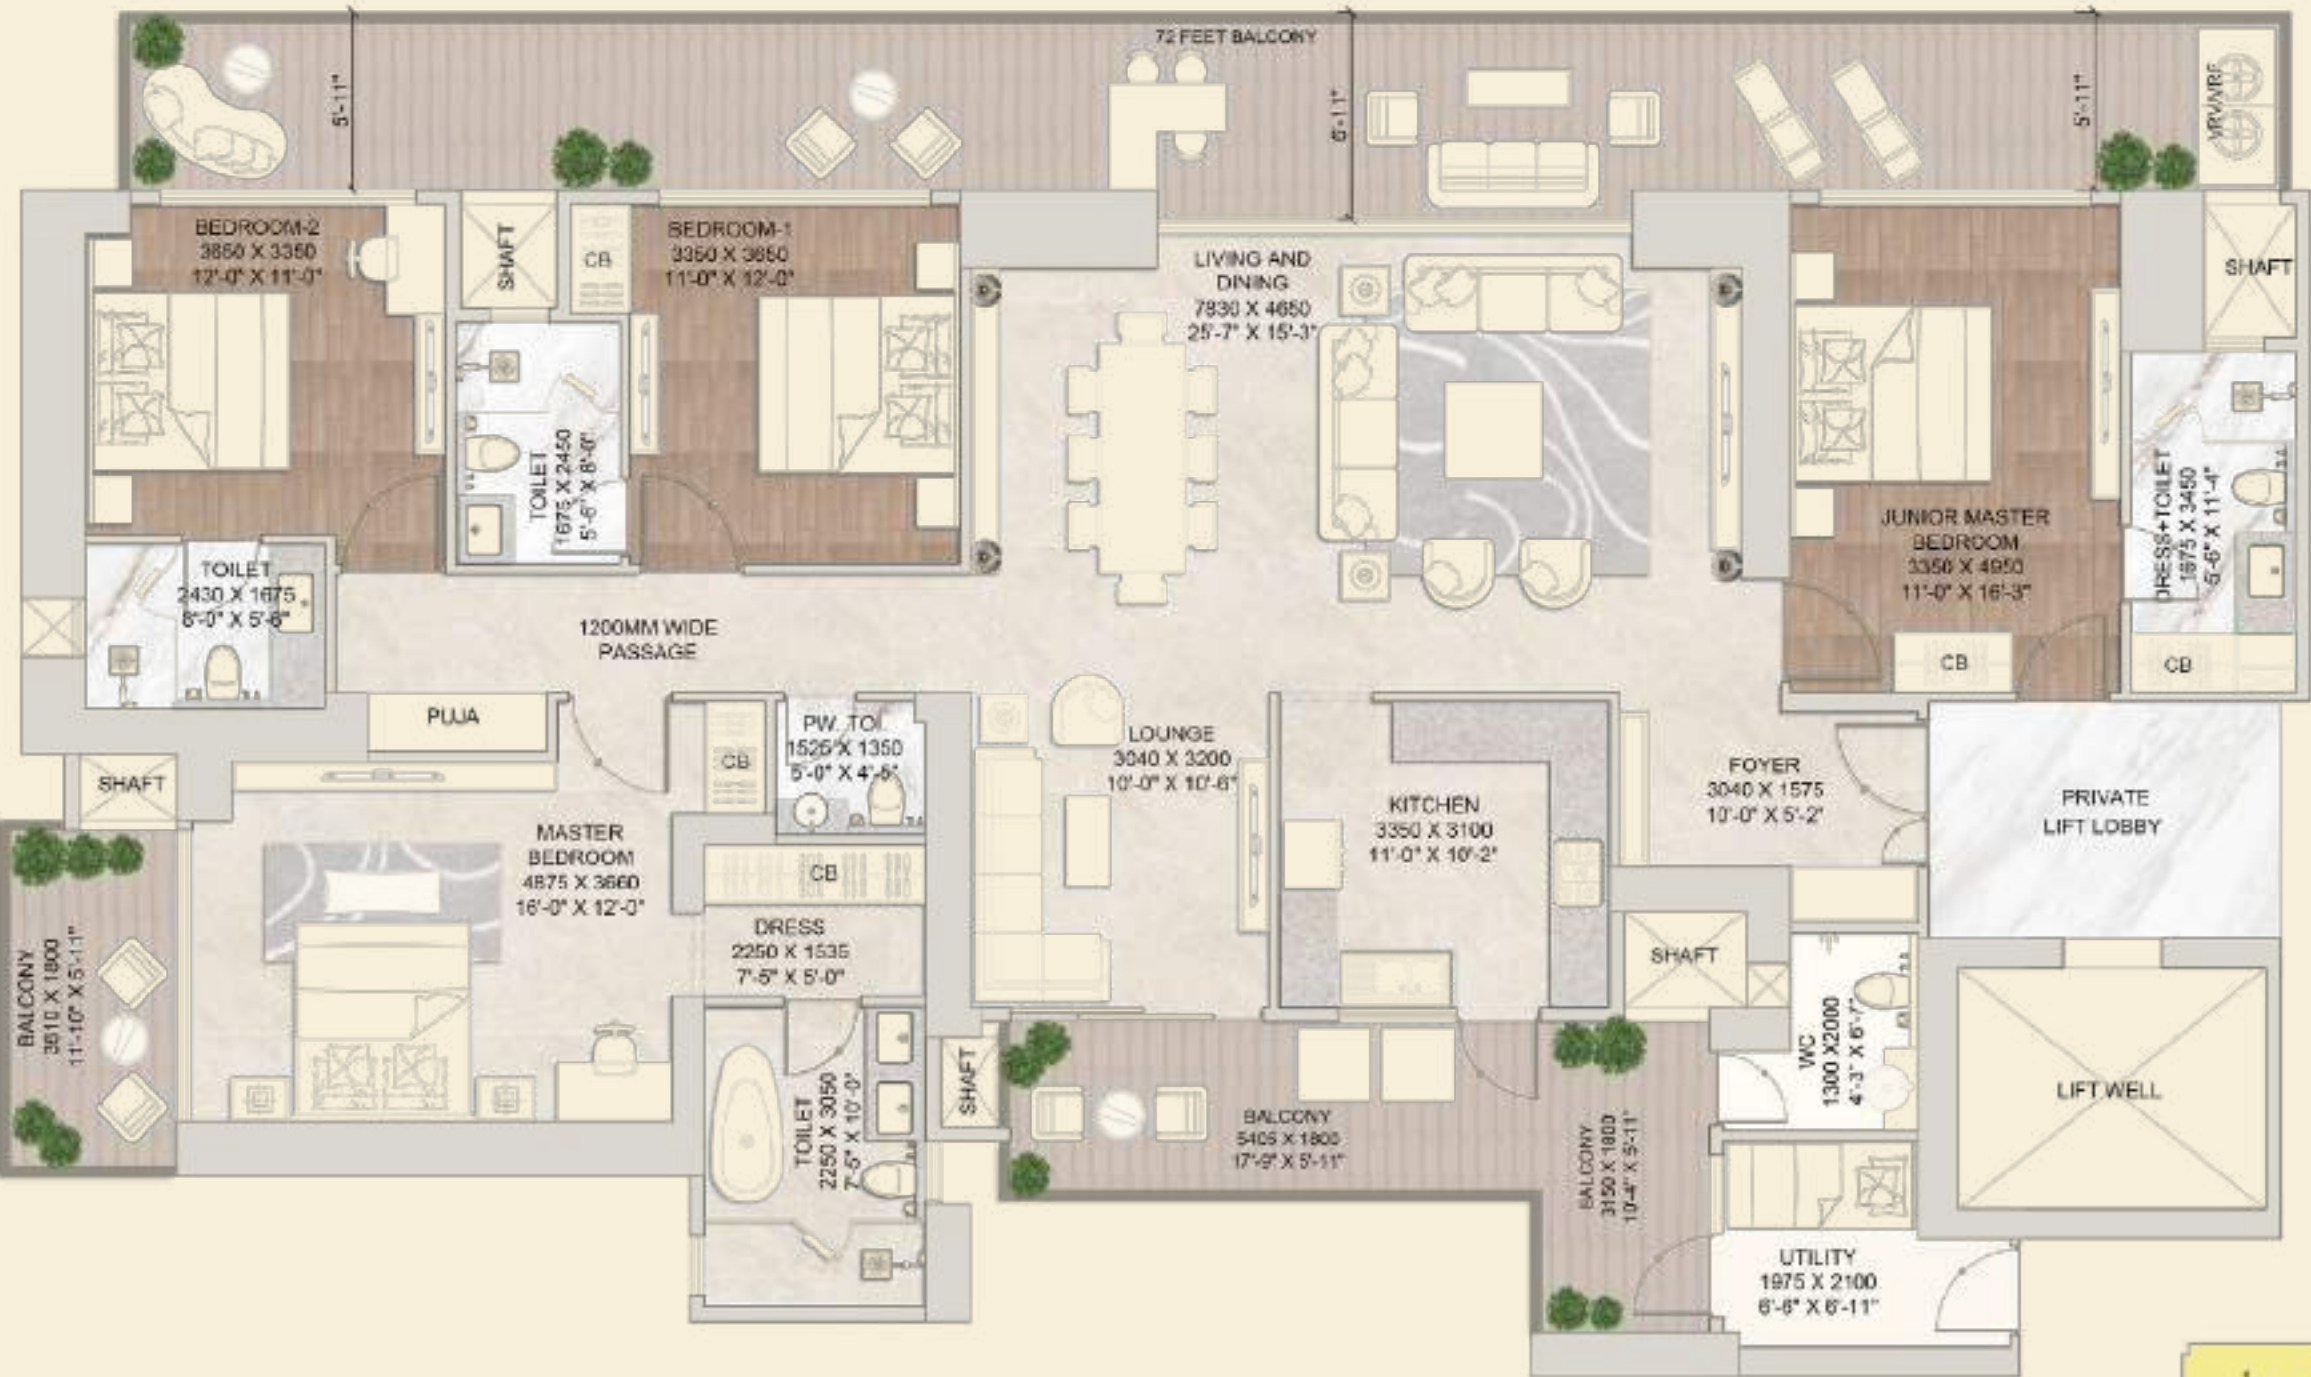 72 FEET BALCONY
5'-11"
6'-11"
5'-11"
VRV/VRF
BEDROOM-2
3650 X 3350
12'-0" X 11'-0"
SHAFT
CB
BEDROOM-1
3350 X 3650
11'-0" X 12'-0"
LIVING AND
DINING
7830 X 4650
25'-7" X 15'-3"
SHAFT
TOILET
1675 X 2450
5'-6" X 8'-0"
JUNIOR MASTER
BEDROOM
3350 X 4950
11'-0" X 16'-3"
DRESS+TOILET
1675 X 3450
5'-6" X 11'-4"
TOILET
2430 X 1675
8'-0" X 5'-6"
1200MM WIDE
PASSAGE
CB
CB
PUJA
PW. TOI.
1525 X 1350
5'-0" X 4'-5"
CB
LOUNGE
3040 X 3200
10'-0" X 10'-6"
SHAFT
KITCHEN
3350 X 3100
11'-0" X 10'-2"
FOYER
3040 X 1575
10'-0" X 5'-2"
PRIVATE
LIFT LOBBY
MASTER
BEDROOM
4875 X 3660
16'-0" X 12'-0"
CB
DRESS
2250 X 1535
7'-5" X 5'-0"
SHAFT
BALCONY
3610 X 1800
11'-10" X 5'-11"
TOILET
2250 X 3050
7'-5" X 10'-0"
SHAFT
BALCONY
5405 X 1800
17'-9" X 5'-11"
BALCONY
3150 X 1800
10'-4" X 5'-11"
WC
1300 X2000
4'-3" X 6'-7"
LIFT WELL
UTILITY
1975 X 2100
6'-6" X 6'-11"